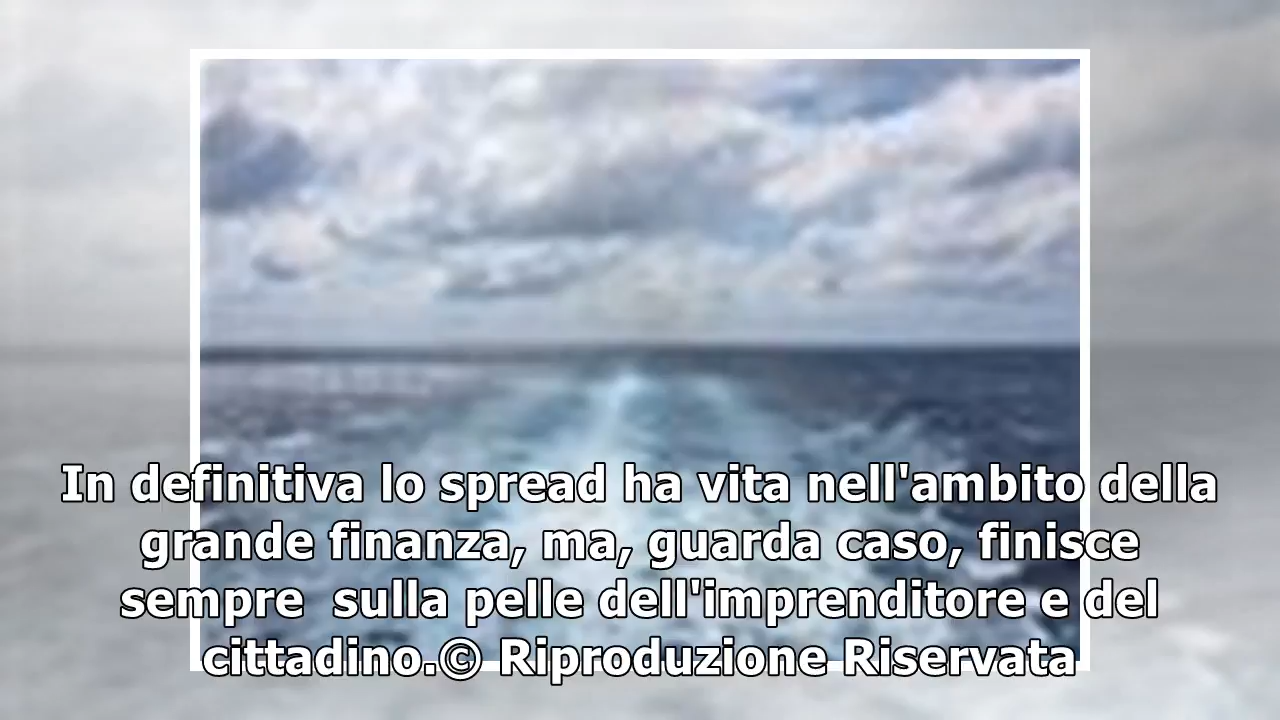 In definitiva lo spread ha vita nell'ambito della
grande finanza, ma, guarda caso, finisce
sempre  sulla pelle dell'imprenditore e del
cittadino.© Riproduzione Riservata